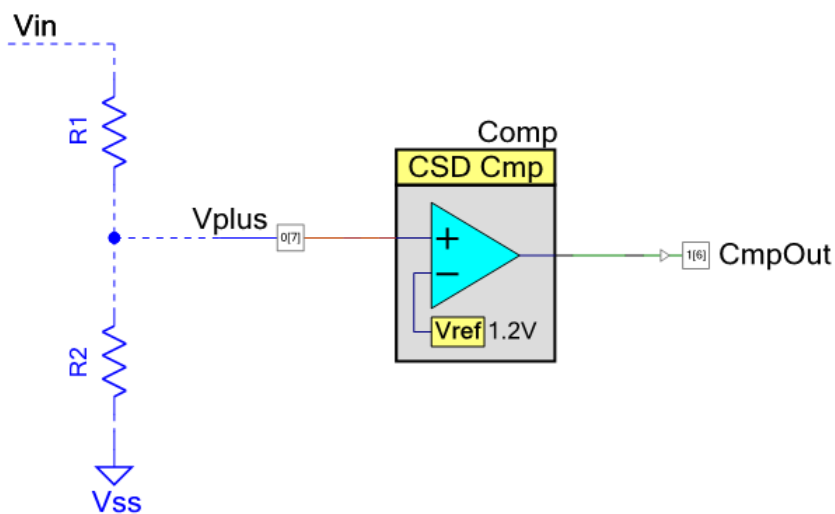 Vin
R1
Comp
CSD Cmp
Vplus
0[7]
+
−
1[6]
CmpOut
Vref 1.2V
R2
Vss